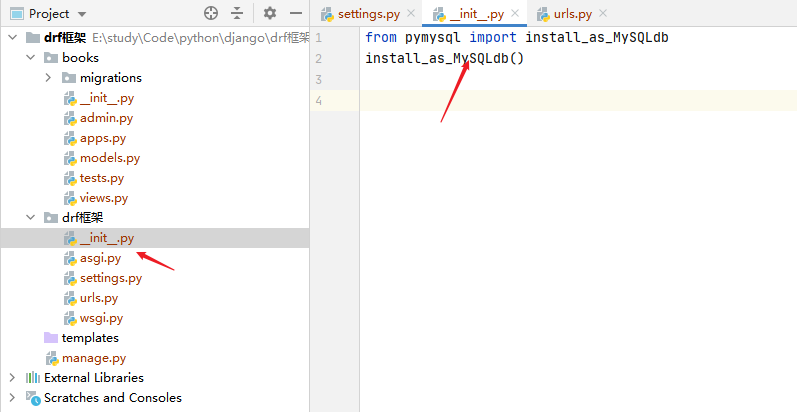 Project
settings.py
__init__.py
urls.py
drf框架 E:\study\Code\python\django\drf框架
books
migrations
__init__.py
admin.py
apps.py
models.py
tests.py
views.py
drf框架
__init__.py
asgi.py
settings.py
urls.py
wsgi.py
templates
manage.py
External Libraries
Scratches and Consoles
1 from pymysql import install_as_MySQLdb
2 install_as_MySQLdb()
3
4